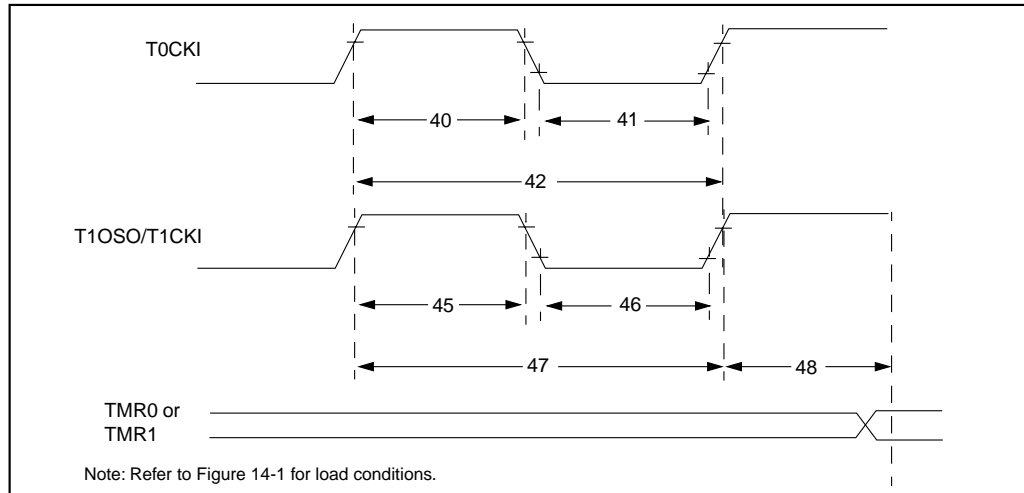 T0CKI
40
41
42
T1OSO/T1CKI
45
46
47
48
TMR0 or
TMR1
Note: Refer to Figure 14-1 for load conditions.